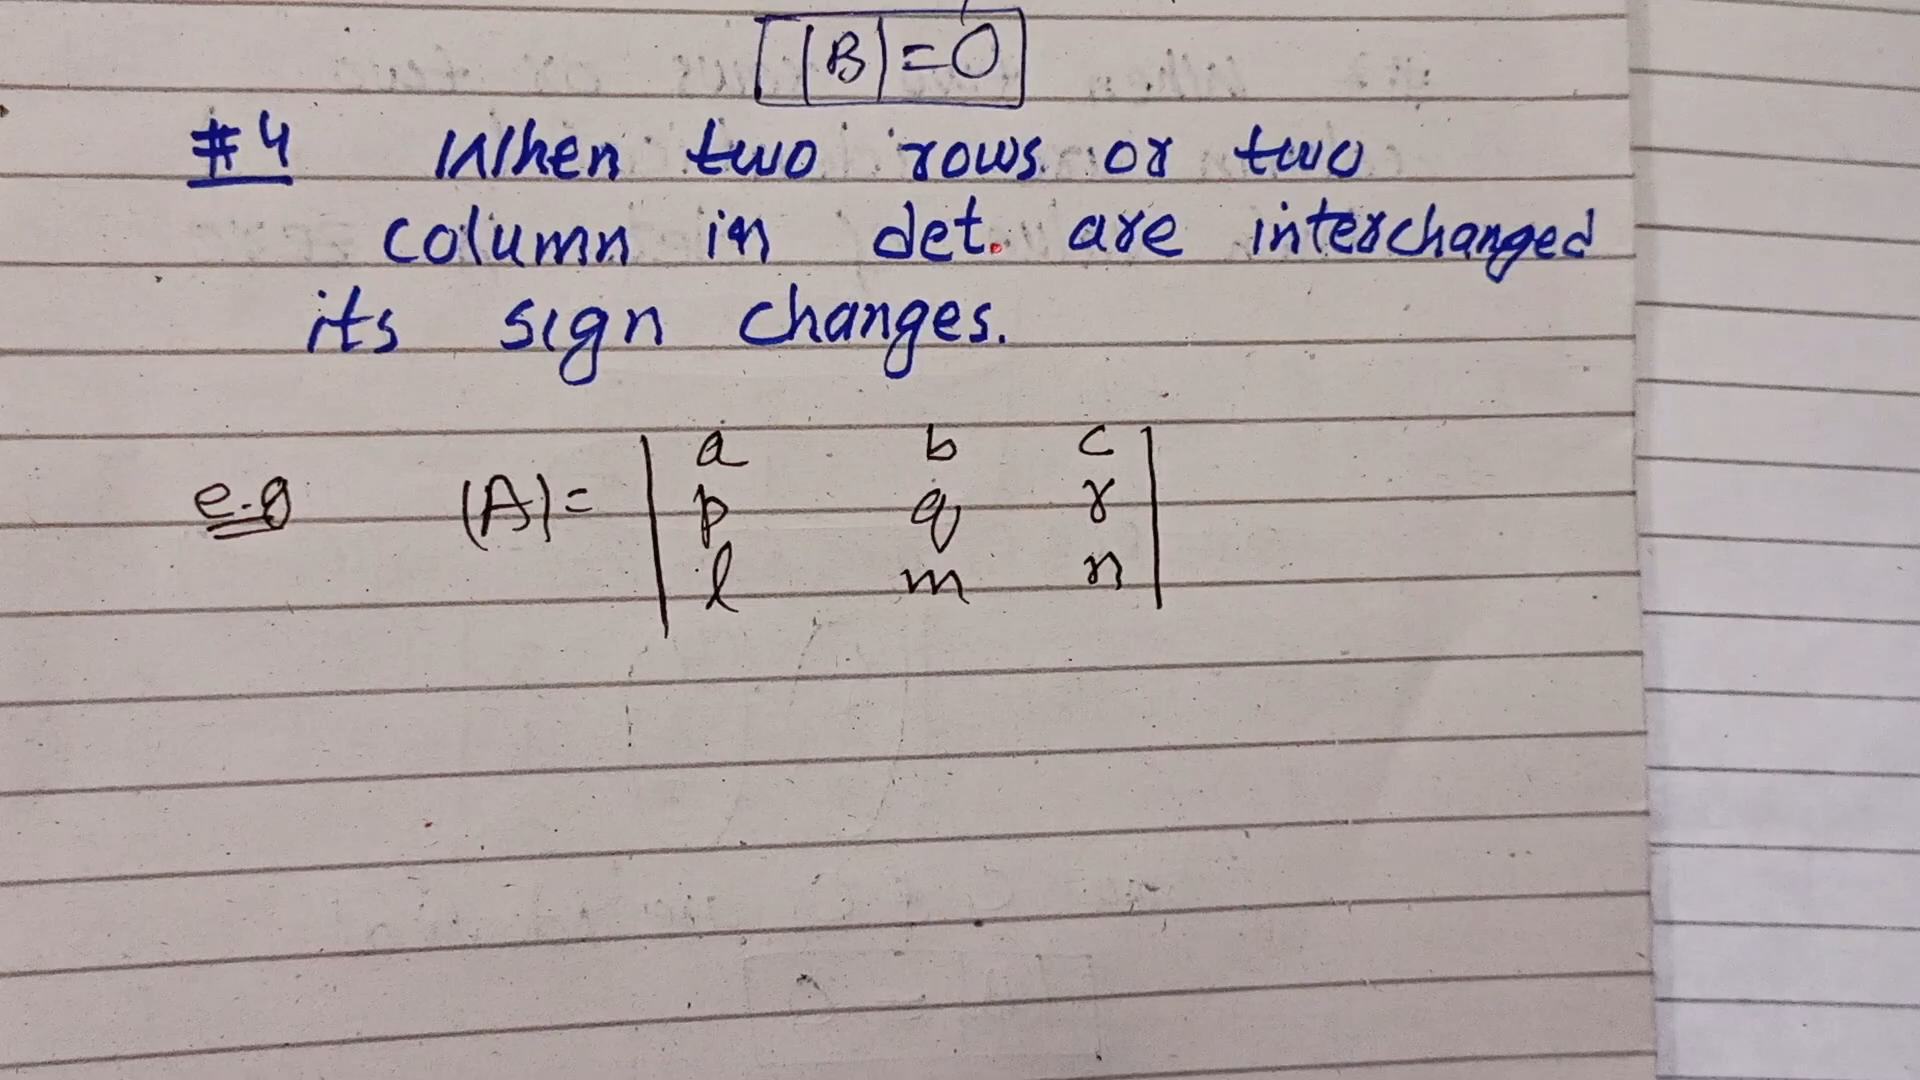 |B|=0
#4 When two rows or two
column in det. are interchanged
its sign changes.
a b c
e.g (A)= p q r
l m n